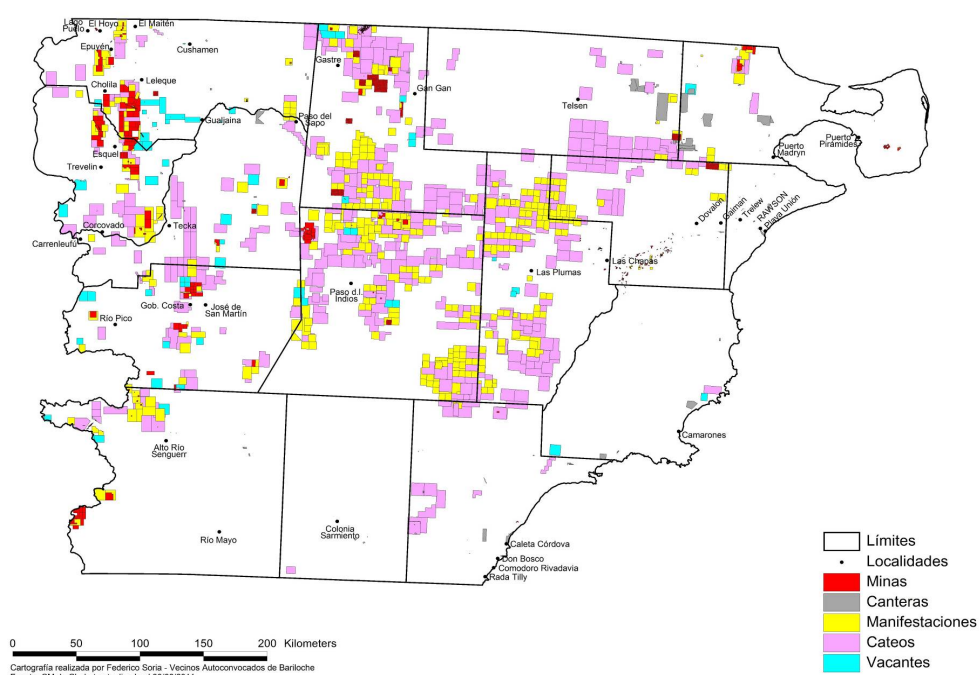 Lago
Puelo
El Hoyo
El Maitén
Epuyén
Cushamen
Cholila
Leleque
Gastre
Gan Gan
Telsen
Puerto
Madryn
Puerto
Pirámides
Gualjaina
Paso del
Sapo
Esquel
Trevelin
Corcovado
Carrenleufú
Tecka
Dovalon
Gaiman
Trelew
RAWSON
Playa Unión
Las Plumas
Las Chapas
Paso d.l.
Indios
Gob. Costa
José de
San Martín
Río Pico
Camarones
Alto Río
Senguerr
Río Mayo
Colonia
Sarmiento
Caleta Córdova
Don Bosco
Comodoro Rivadavia
Rada Tilly
Límites
Localidades
Minas
Canteras
Manifestaciones
Cateos
Vacantes
0 50 100 150 200 Kilometers
Cartografía realizada por Federico Soria - Vecinos Autoconvocados de Bariloche